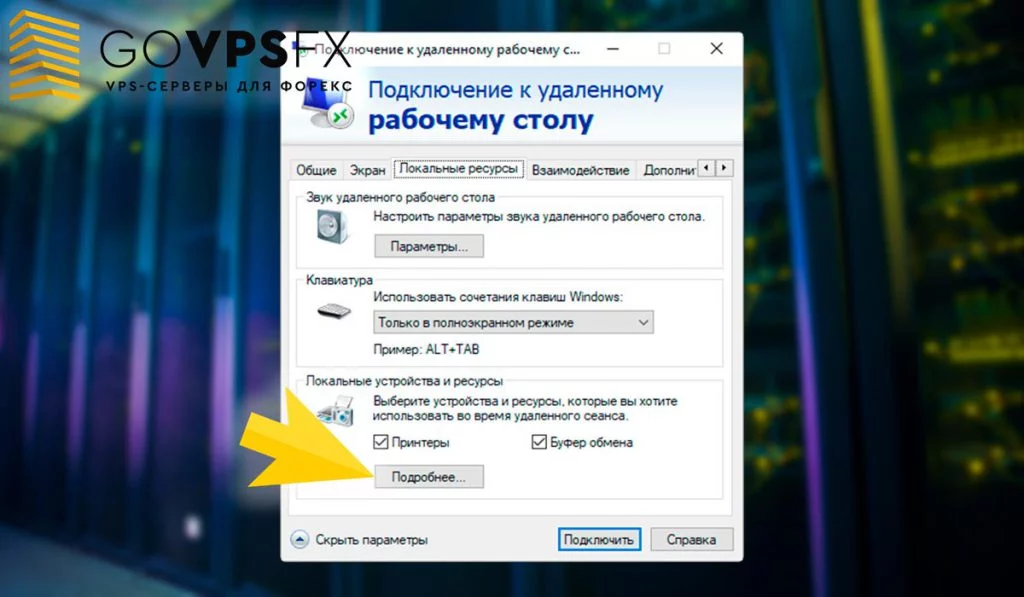 GOVPSFX
VPS-СЕРВЕРЫ ДЛЯ ФОРЕКС
Подключение к удаленному рабочему с...
Подключение к удаленному
рабочему столу
Общие Экран Локальные ресурсы Взаимодействие Дополнит
Звук удаленного рабочего стола
Настроить параметры звука удаленного рабочего стола.
Параметры...
Клавиатура
Использовать сочетания клавиш Windows:
Только в полноэкранном режиме
Пример: ALT+TAB
Локальные устройства и ресурсы
Выберите устройства и ресурсы, которые вы хотите
использовать во время удаленного сеанса.
Принтеры Буфер обмена
Подробнее...
Скрыть параметры Подключить Справка